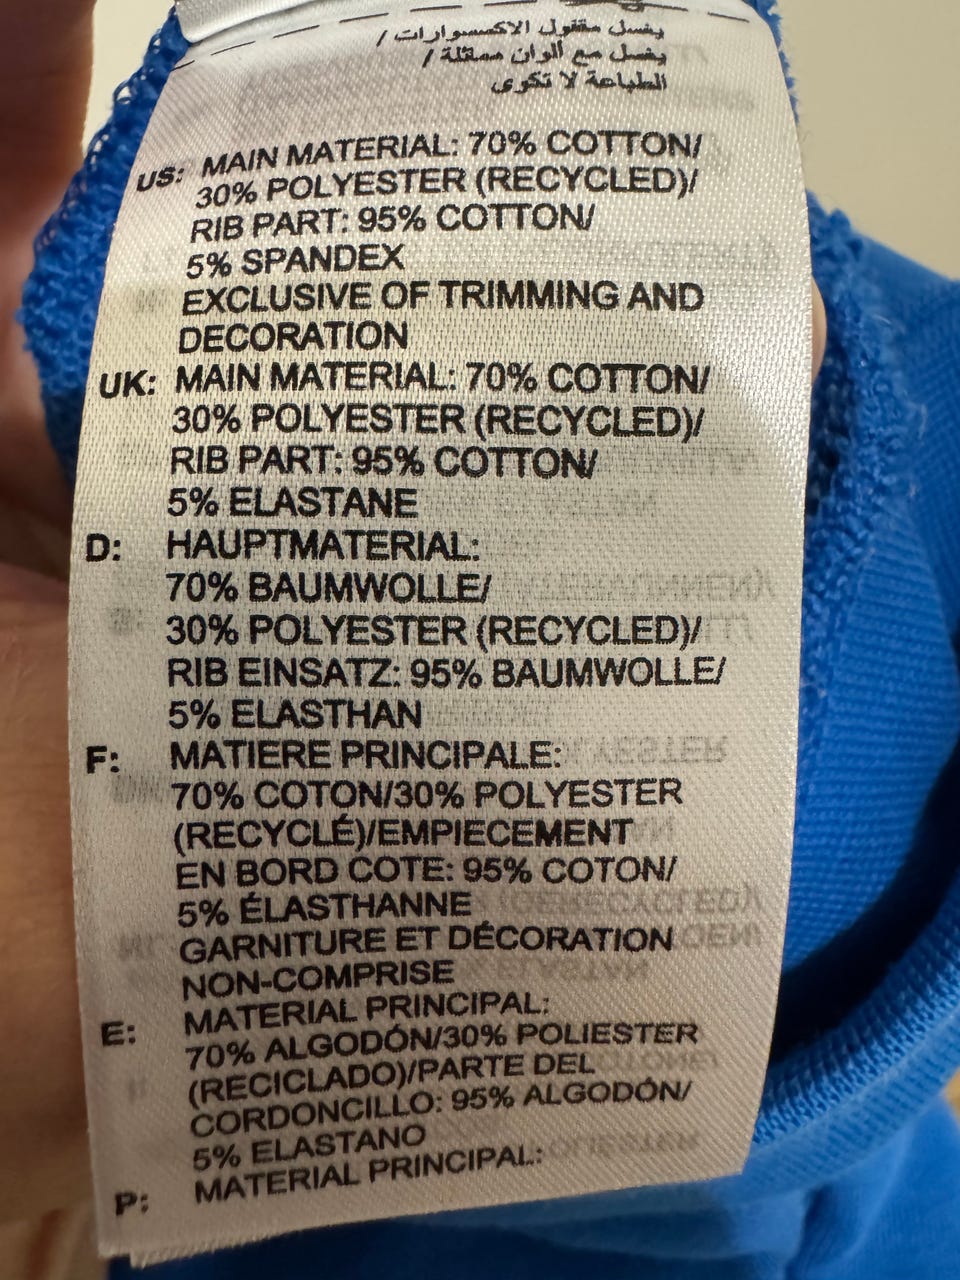 يغسل مقفول الاكسسوارات /
يغسل مع ألوان مماثلة /
الطباعة لا تكوى
US: MAIN MATERIAL: 70% COTTON/
30% POLYESTER (RECYCLED)/
RIB PART: 95% COTTON/
5% SPANDEX
EXCLUSIVE OF TRIMMING AND
DECORATION
UK: MAIN MATERIAL: 70% COTTON/
30% POLYESTER (RECYCLED)/
RIB PART: 95% COTTON/
5% ELASTANE
D: HAUPTMATERIAL:
70% BAUMWOLLE/
30% POLYESTER (RECYCLED)/
RIB EINSATZ: 95% BAUMWOLLE/
5% ELASTHAN
F: MATIERE PRINCIPALE:
70% COTON/30% POLYESTER
(RECYCLÉ)/EMPIECEMENT
EN BORD COTE: 95% COTON/
5% ÉLASTHANNE
GARNITURE ET DÉCORATION
NON-COMPRISE
E: MATERIAL PRINCIPAL:
70% ALGODÓN/30% POLIESTER
(RECICLADO)/PARTE DEL
CORDONCILLO: 95% ALGODÓN/
5% ELASTANO
P: MATERIAL PRINCIPAL: